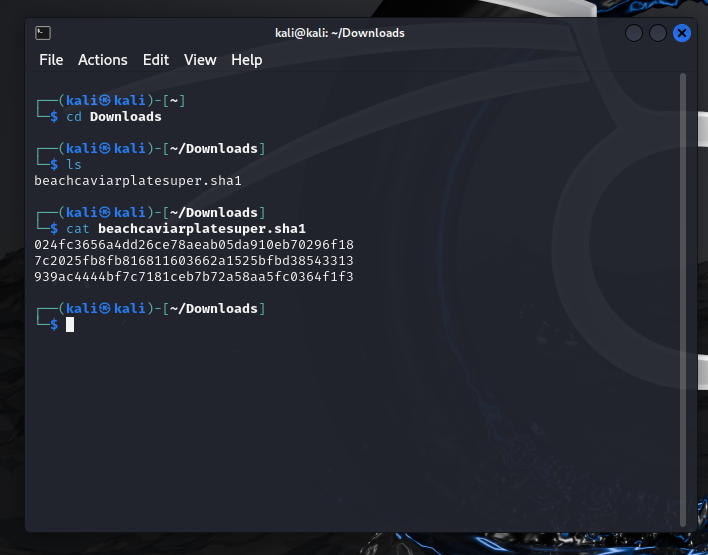 kali@kali: ~/Downloads
File Actions Edit View Help
┌──(kali㉿kali)-[~]
└─$ cd Downloads
┌──(kali㉿kali)-[~/Downloads]
└─$ ls
beachcaviarplatesuper.sha1
┌──(kali㉿kali)-[~/Downloads]
└─$ cat beachcaviarplatesuper.sha1
024fc3656a4dd26ce78aeab05da910eb70296f18
7c2025fb8fb816811603662a1525bfbd38543313
939ac4444bf7c7181ceb7b72a58aa5fc0364f1f3
┌──(kali㉿kali)-[~/Downloads]
└─$